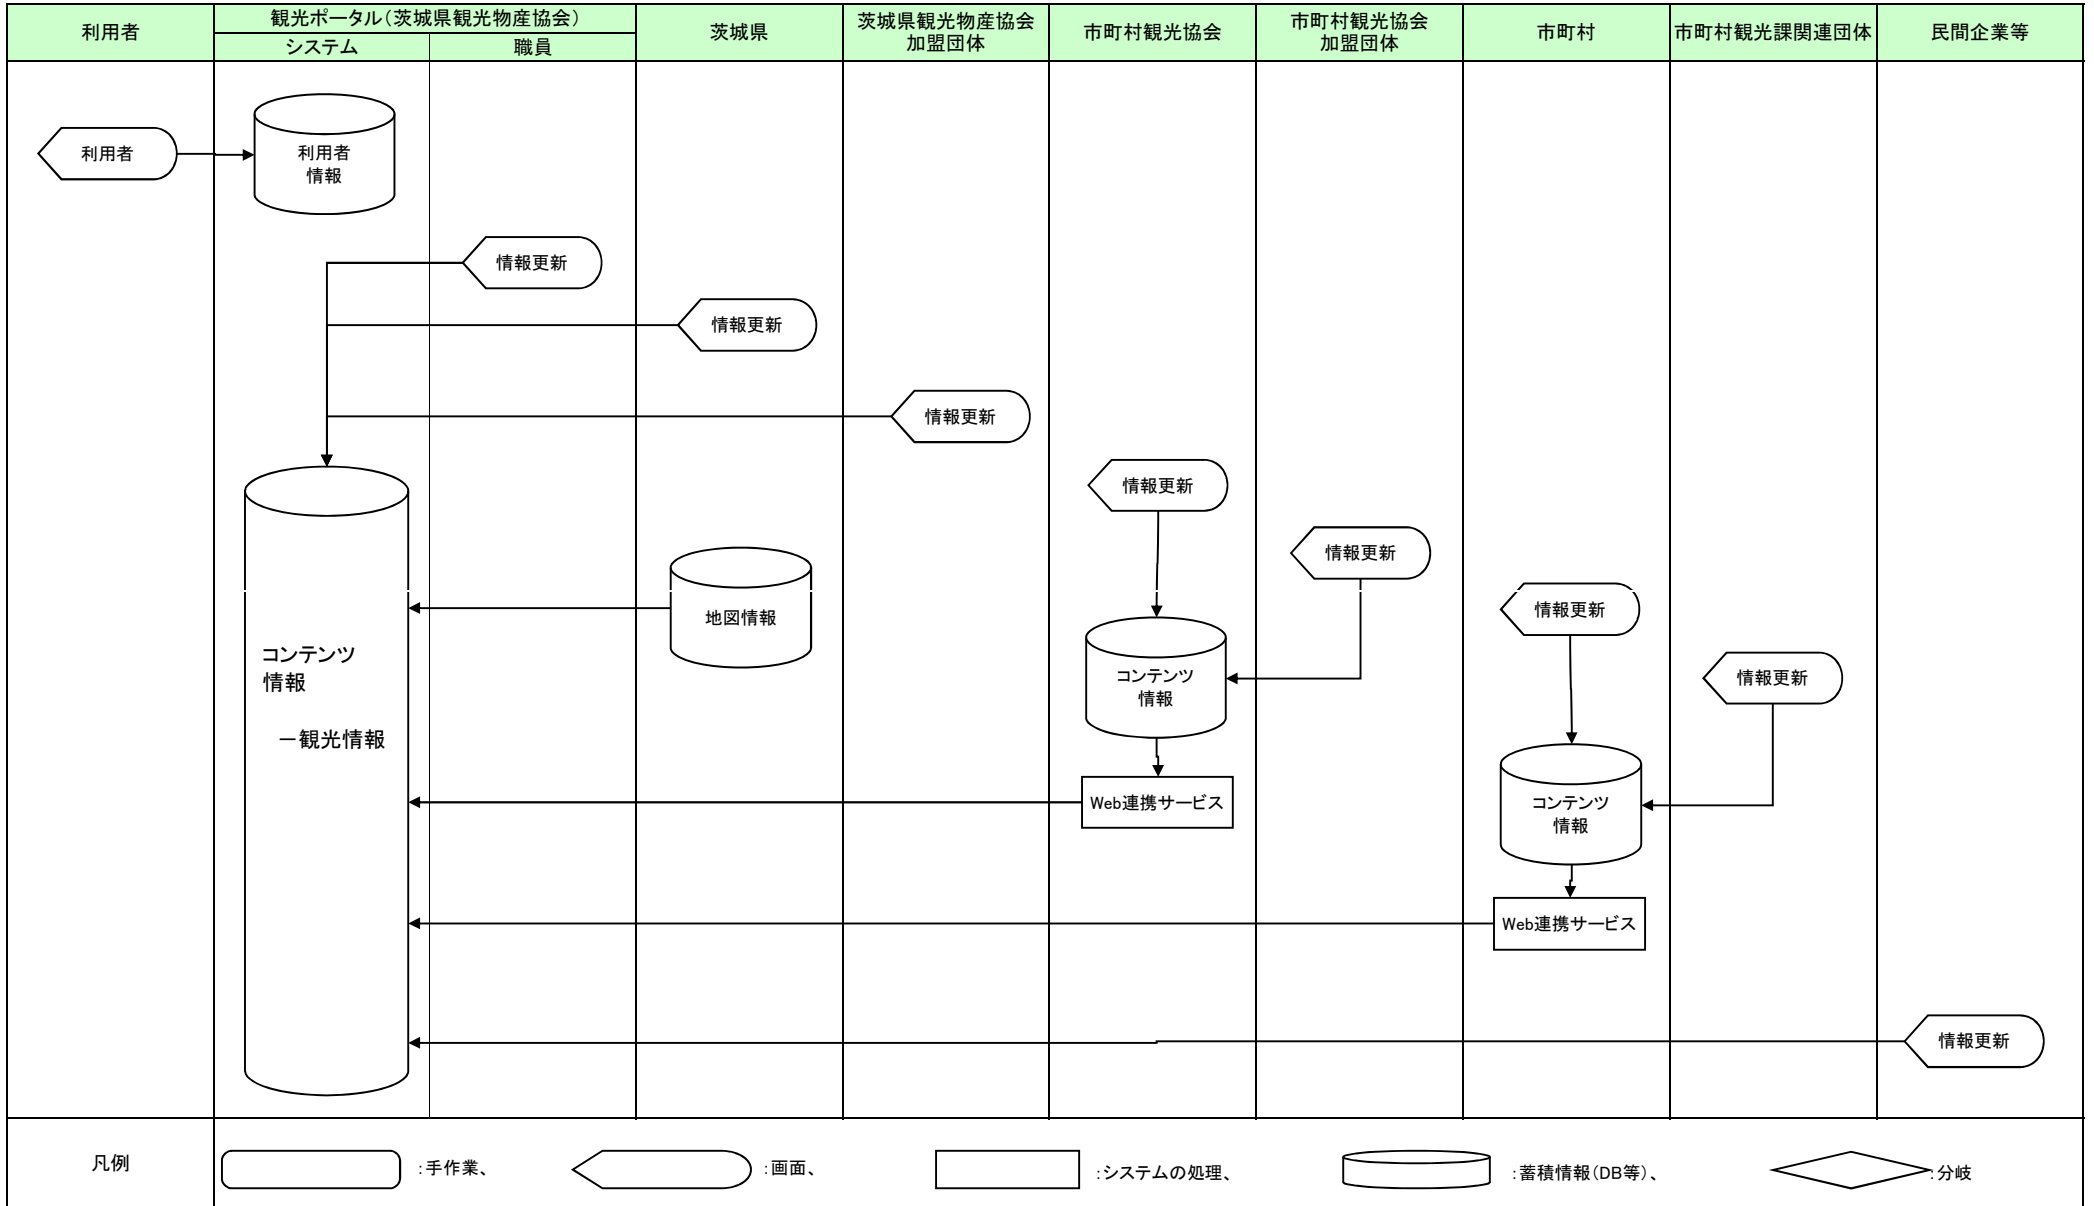 利用者
観光ポータル（茨城県観光物産協会）
システム
職員
茨城県
茨城県観光物産協会
加盟団体
市町村観光協会
市町村観光協会
加盟団体
市町村
市町村観光課関連団体
民間企業等
利用者
利用者
情報
情報更新
情報更新
情報更新
情報更新
情報更新
情報更新
地図情報
コンテンツ
情報
－観光情報
コンテンツ
情報
情報更新
Web連携サービス
コンテンツ
情報
Web連携サービス
情報更新
凡例
：手作業、
：画面、
：システムの処理、
：蓄積情報（DB等）、
：分岐